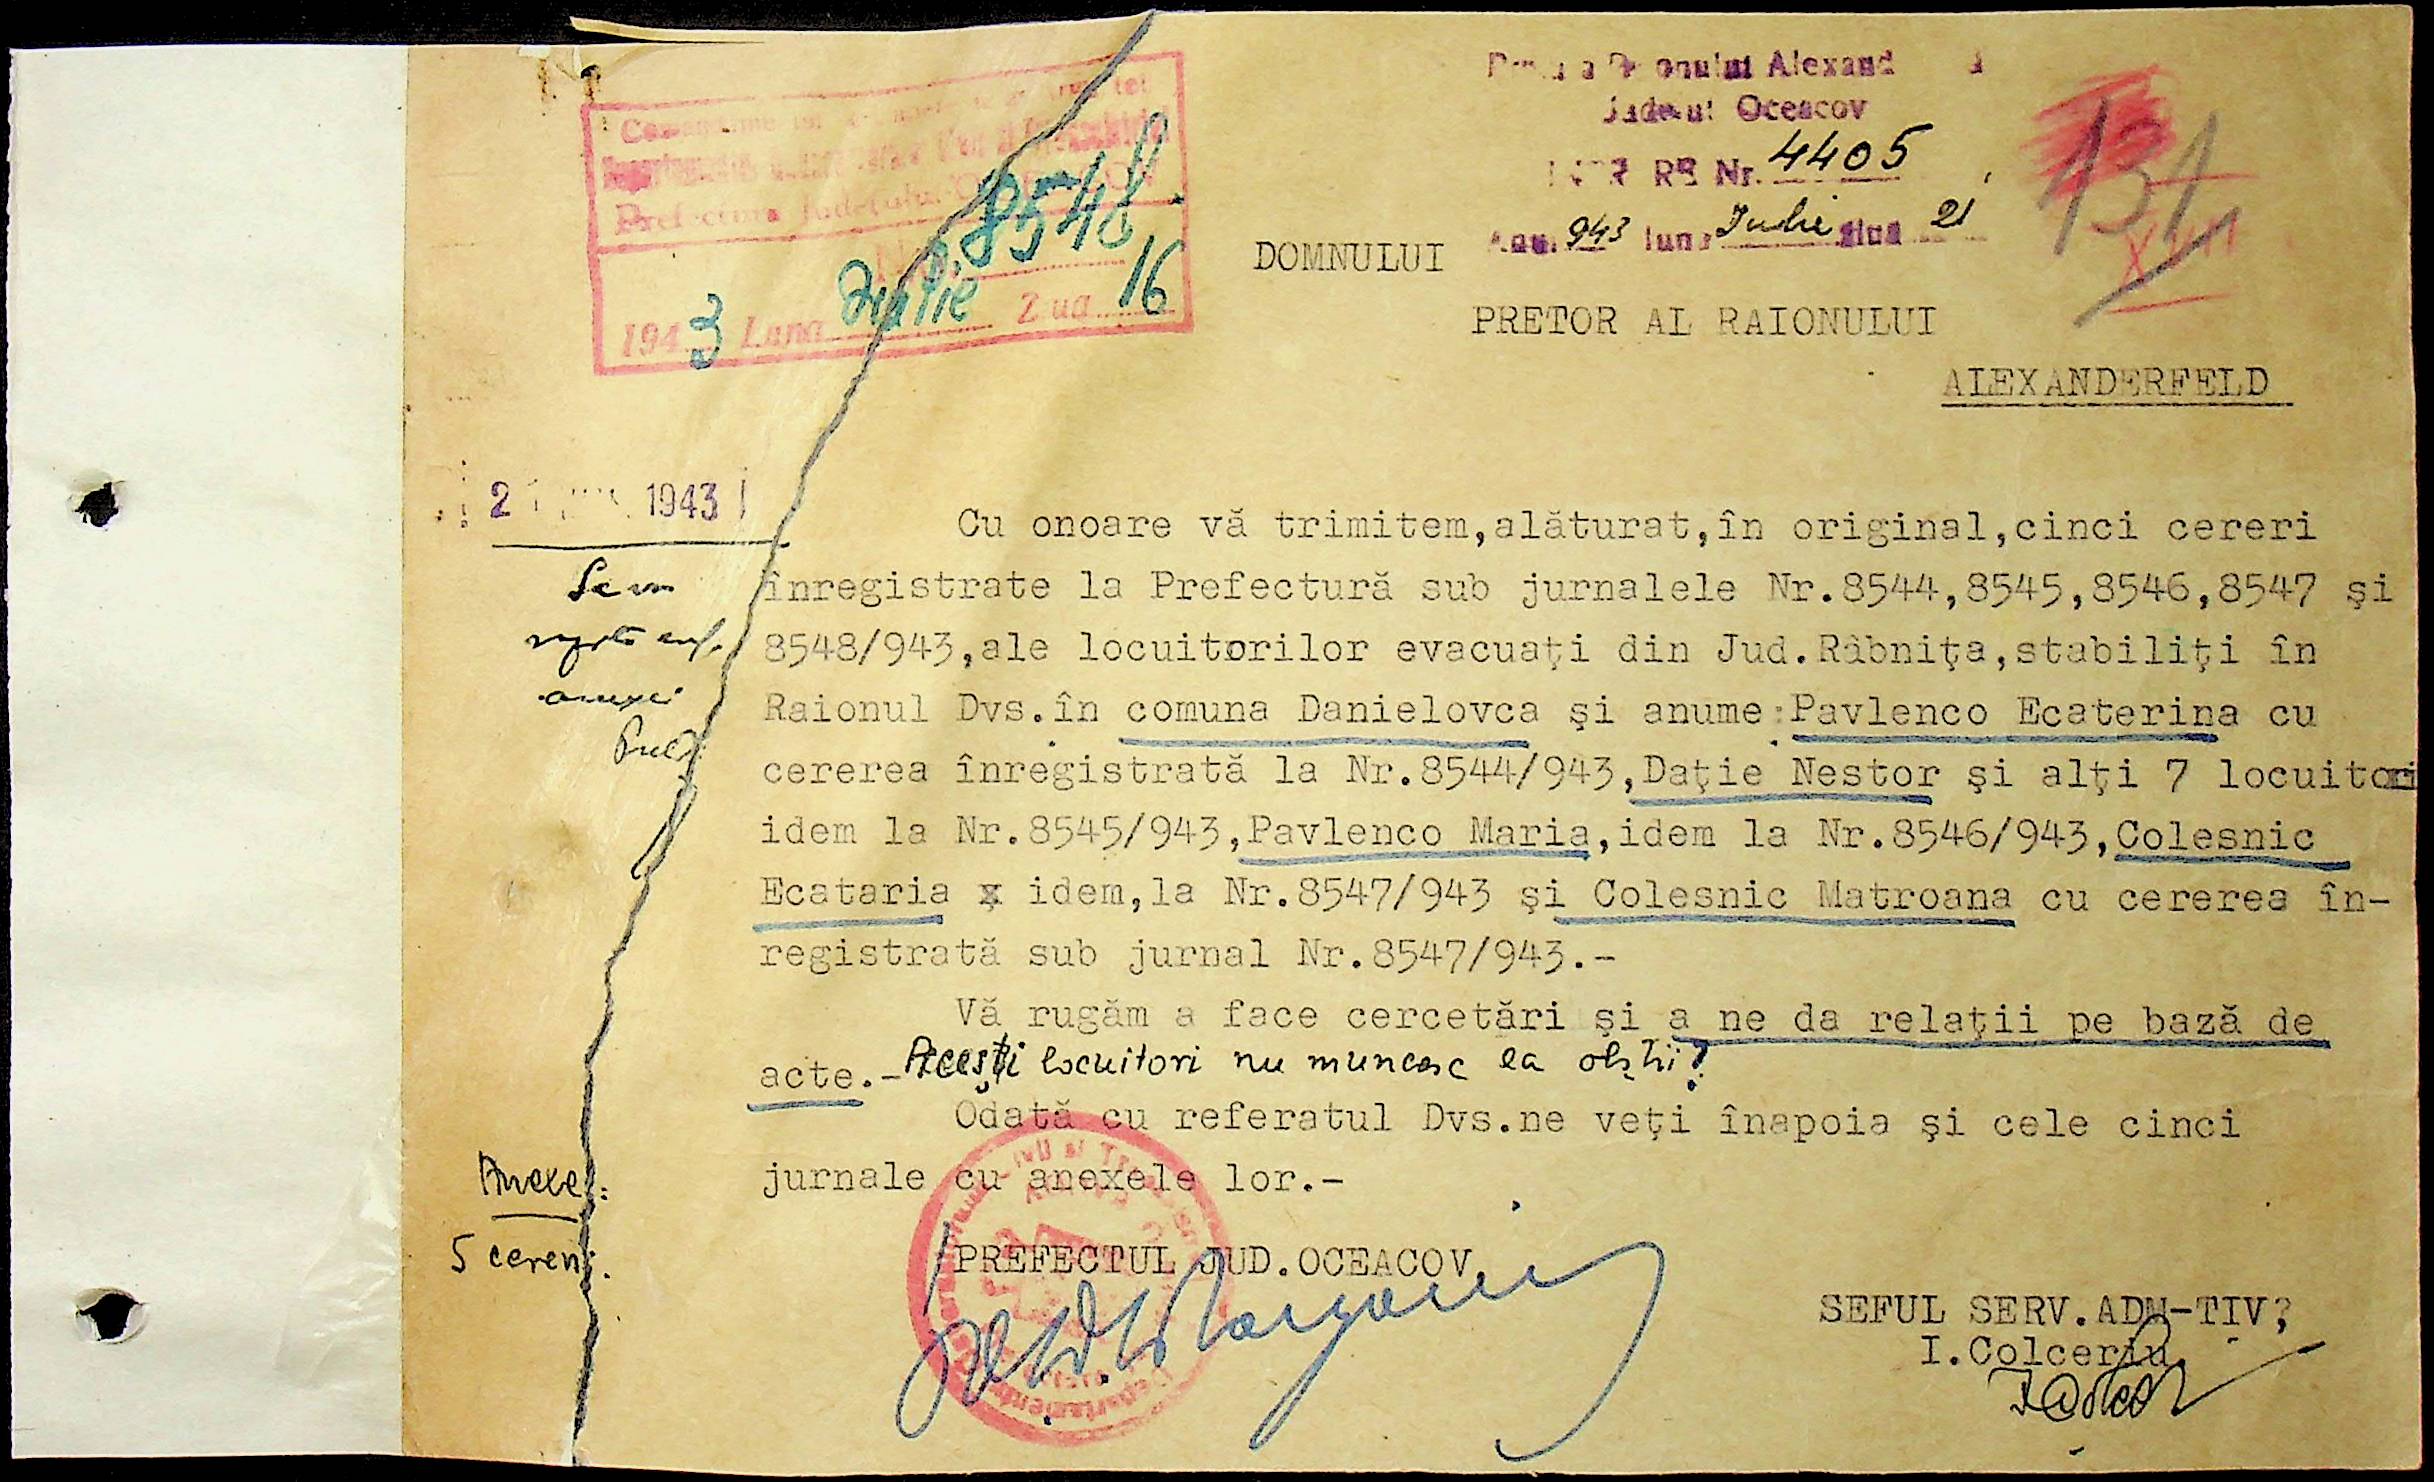 Prefectura Judetului
Nr. 8548
1943 Luna Iulie Ziua 16
Alexand
Oceacov
Nr. 4405
943 luna Iulie ziua 21
131
DOMNULUI
PRETOR AL RAIONULUI
ALEXANDERFELD
1943
Cu onoare vă trimitem,alăturat,în original,cinci cereri
înregistrate la Prefectură sub jurnalele Nr.8544,8545,8546,8547 şi
8548/943,ale locuitorilor evacuaţi din Jud.Râbniţa,stabiliţi în
Raionul Dvs.în comuna Danielovca şi anume:Pavlenco Ecaterina cu
cererea înregistrată la Nr.8544/943,Daţie Nestor şi alţi 7 locuitori
idem la Nr.8545/943,Pavlenco Maria,idem la Nr.8546/943,Colesnic
Ecataria idem,la Nr.8547/943 şi Colesnic Matroana cu cererea în-
registrată sub jurnal Nr.8547/943.-
Vă rugăm a face cercetări şi a ne da relaţii pe bază de
acte.- Aceşti locuitori nu muncesc la obşţii?
Odată cu referatul Dvs.ne veţi înapoia şi cele cinci
jurnale cu anexele lor.-
Anexe:
5 cereri.
PREFECTUL JUD.OCEACOV,
SEFUL SERV.ADM-TIV?
I.Colceriu,